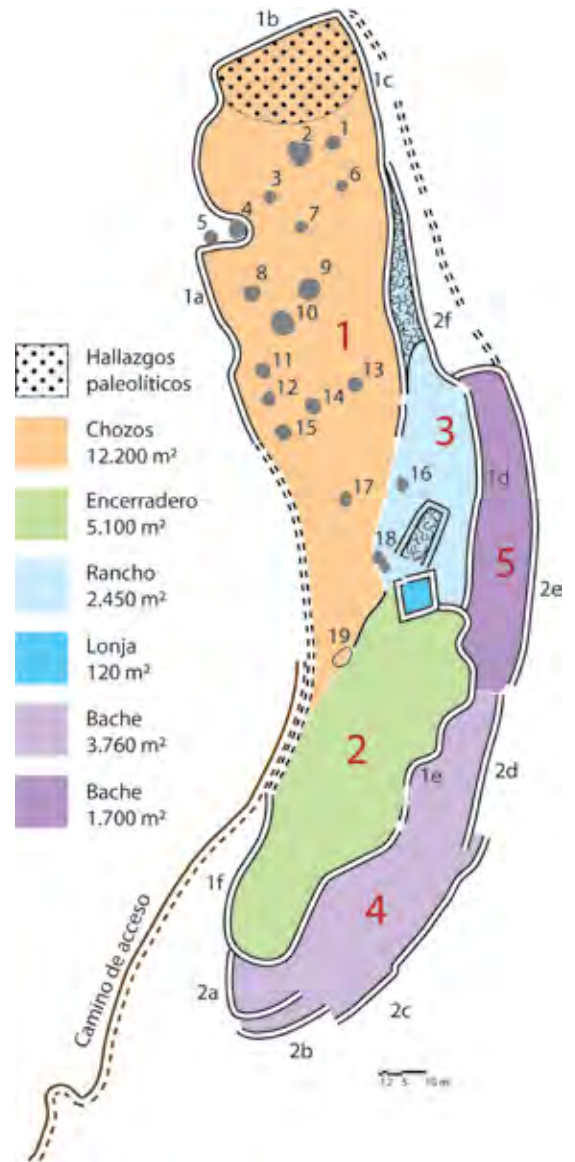 1b
1c
2
1
3
6
4
7
5
8
9
1a
10
2f
1
11
13
12
14
15
3
16
1d
17
18
5
2e
19
2
1e
2d
1f
4
2a
2c
2b
Hallazgos
paleolíticos
Chozos
12.200 m²
Encerradero
5.100 m²
Rancho
2.450 m²
Lonja
120 m²
Bache
3.760 m²
Bache
1.700 m²
Camino de acceso
10 m